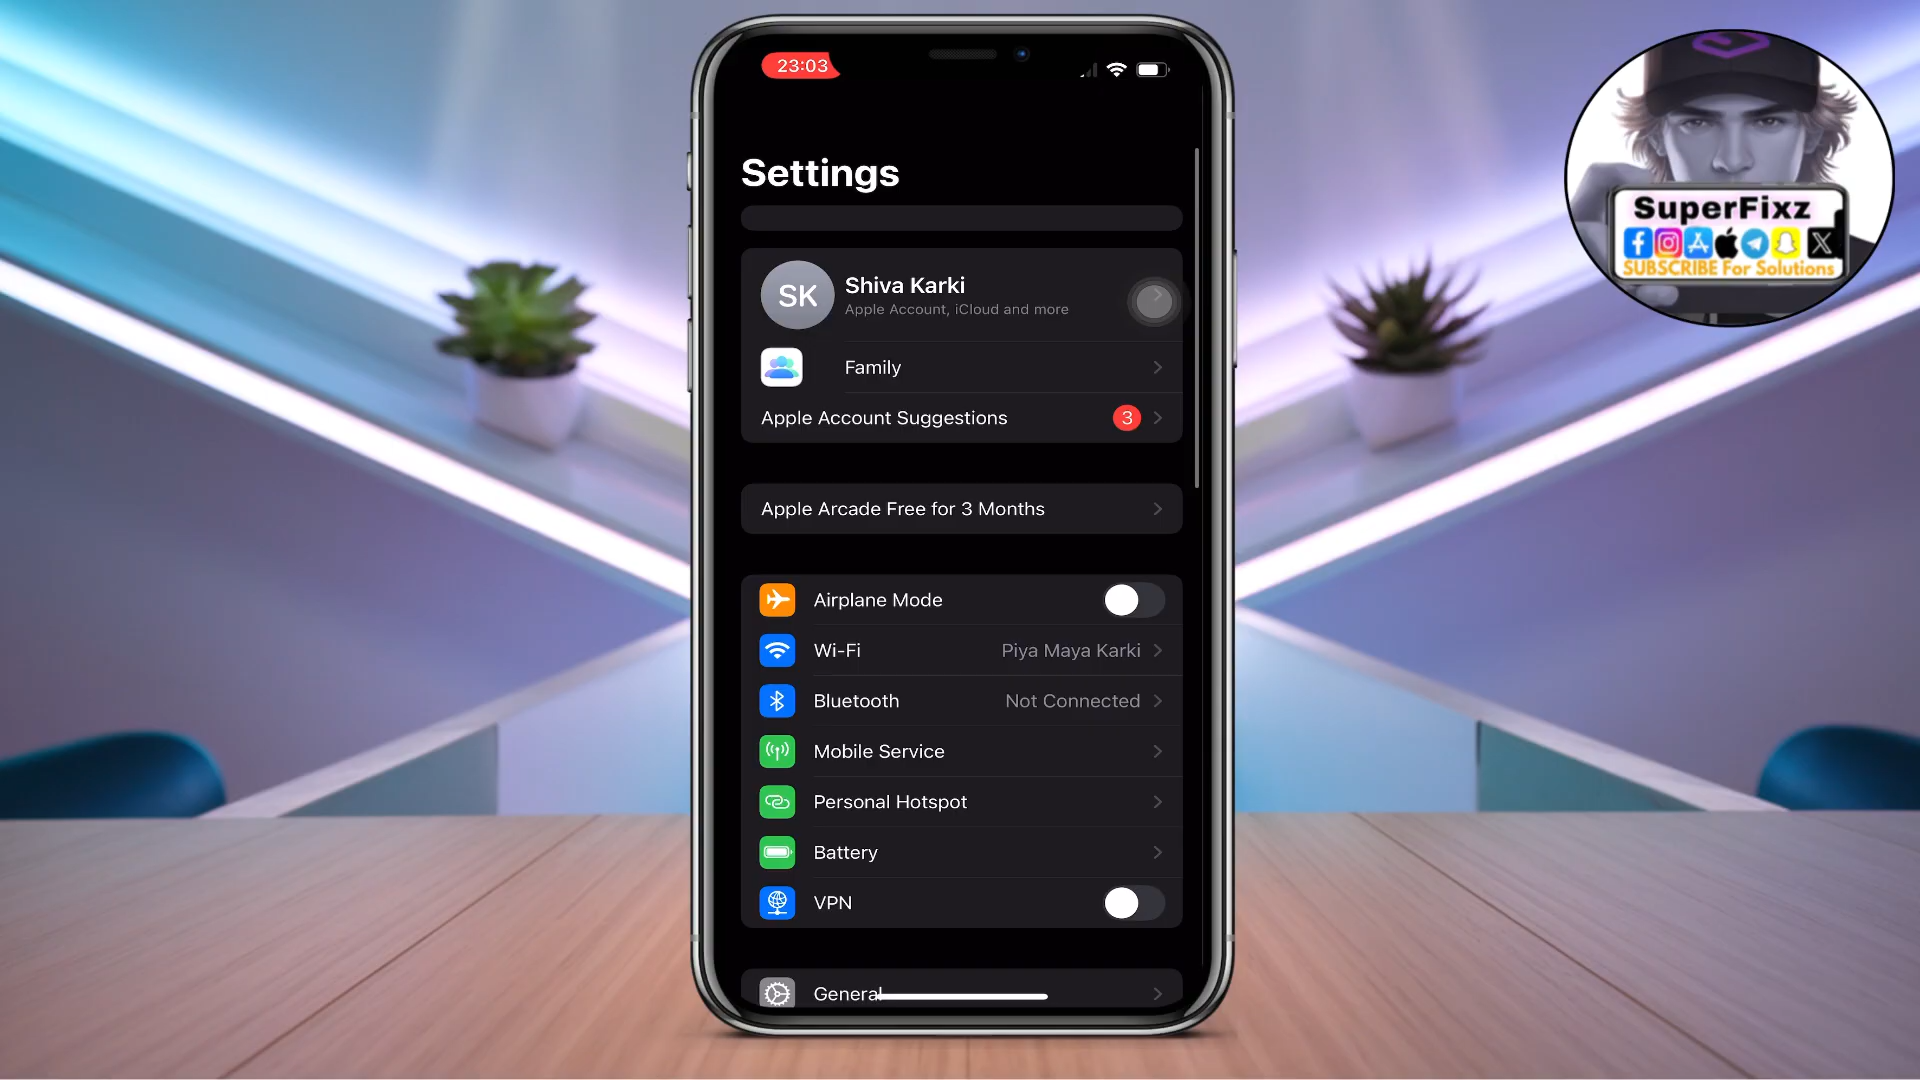 23:03
Settings
SK
Shiva Karki
Apple Account, iCloud and more
Family
Apple Account Suggestions
3
Apple Arcade Free for 3 Months
Airplane Mode
Wi-Fi
Piya Maya Karki
Bluetooth
Not Connected
Mobile Service
Personal Hotspot
Battery
VPN
General
SuperFixz
SUBSCRIBE For Solutions